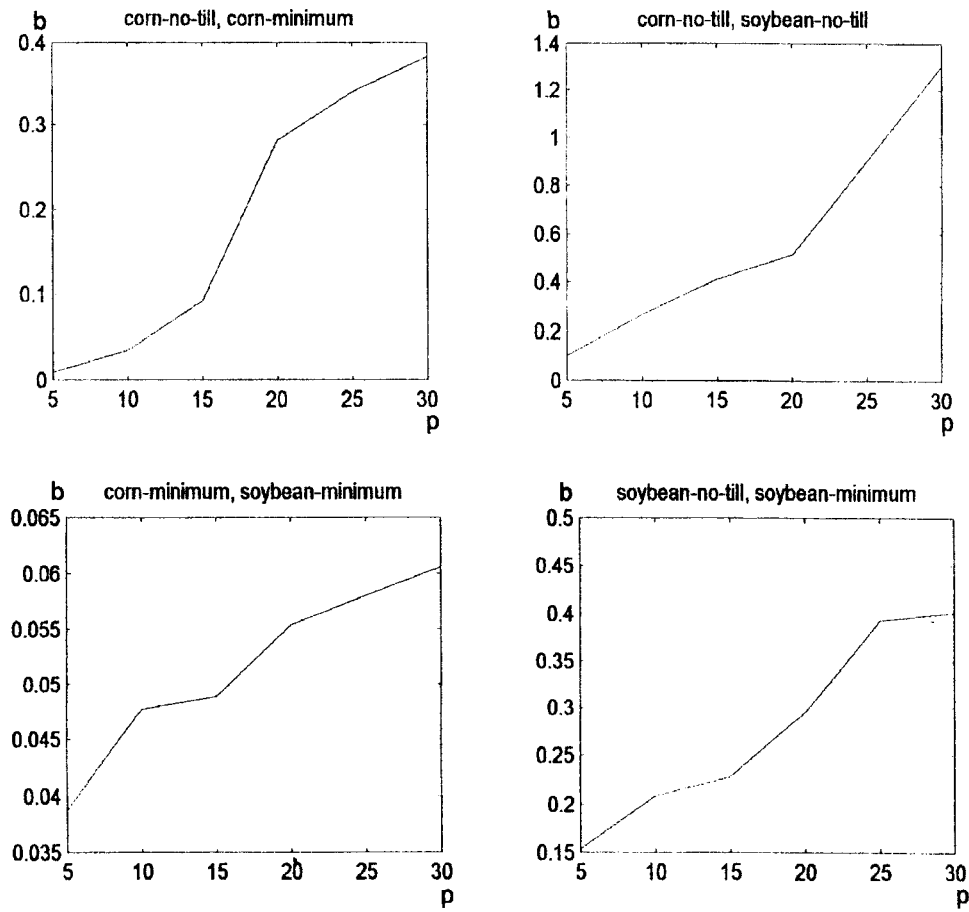 b corn-no-till, corn-minimum
0.4
0.3
0.2
0.1
0
5 10 15 20 25 30
p
b corn-no-till, soybean-no-till
1.4
1.2
1
0.8
0.6
0.4
0.2
0
5 10 15 20 25 30
p
b corn-minimum, soybean-minimum
0.065
0.06
0.055
0.05
0.045
0.04
0.035
5 10 15 20 25 30
p
b soybean-no-till, soybean-minimum
0.5
0.45
0.4
0.35
0.3
0.25
0.2
0.15
5 10 15 20 25 30
p